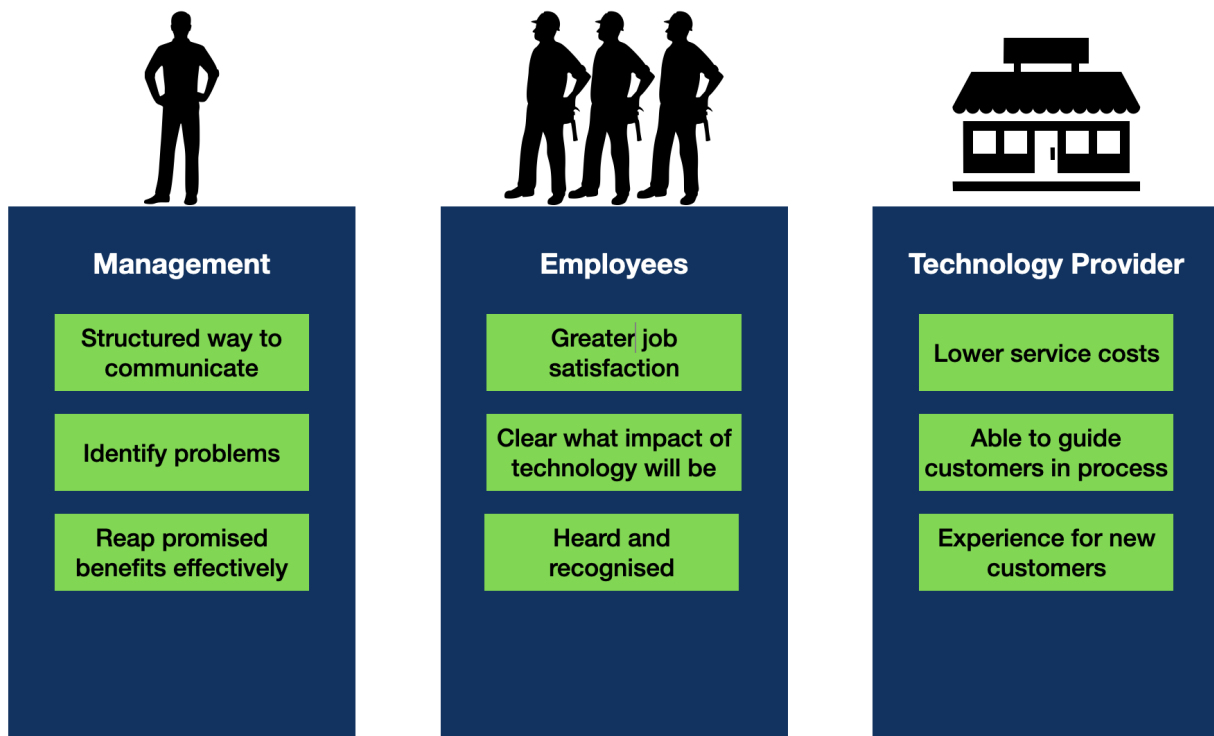 Management
Structured way to
communicate
Identify problems
Reap promised
benefits effectively
Employees
Greater job
satisfaction
Clear what impact of
technology will be
Heard and
recognised
Technology Provider
Lower service costs
Able to guide
customers in process
Experience for new
customers